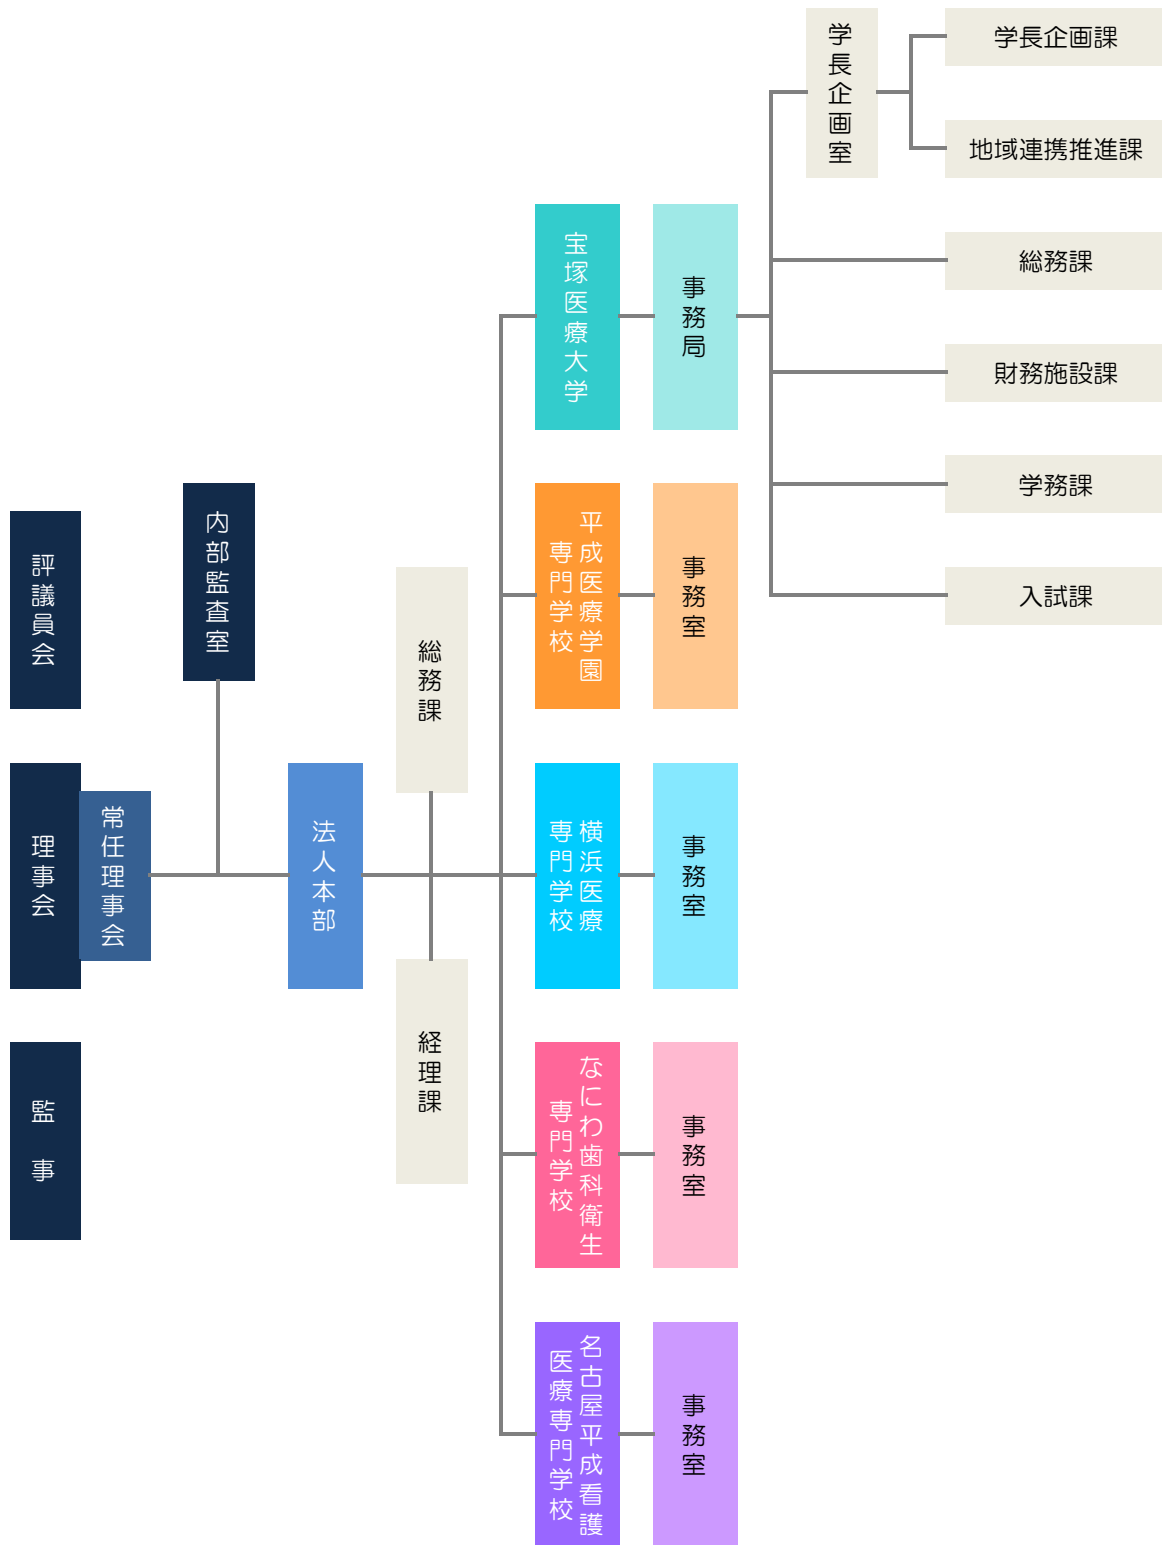 評議員会
理事会
監　事
常任理事会
内部監査室
法人本部
総務課
経理課
宝塚医療大学
事務局
学長企画室
学長企画課
地域連携推進課
総務課
財務施設課
学務課
入試課
平成医療学園
専門学校
事務室
横浜医療
専門学校
事務室
なにわ歯科衛生
専門学校
事務室
名古屋平成看護
医療専門学校
事務室